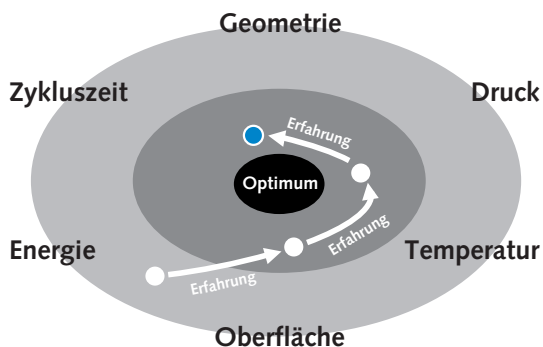 Geometrie
Zykluszeit
Druck
Erfahrung
Optimum
Erfahrung
Energie
Temperatur
Erfahrung
Oberfläche